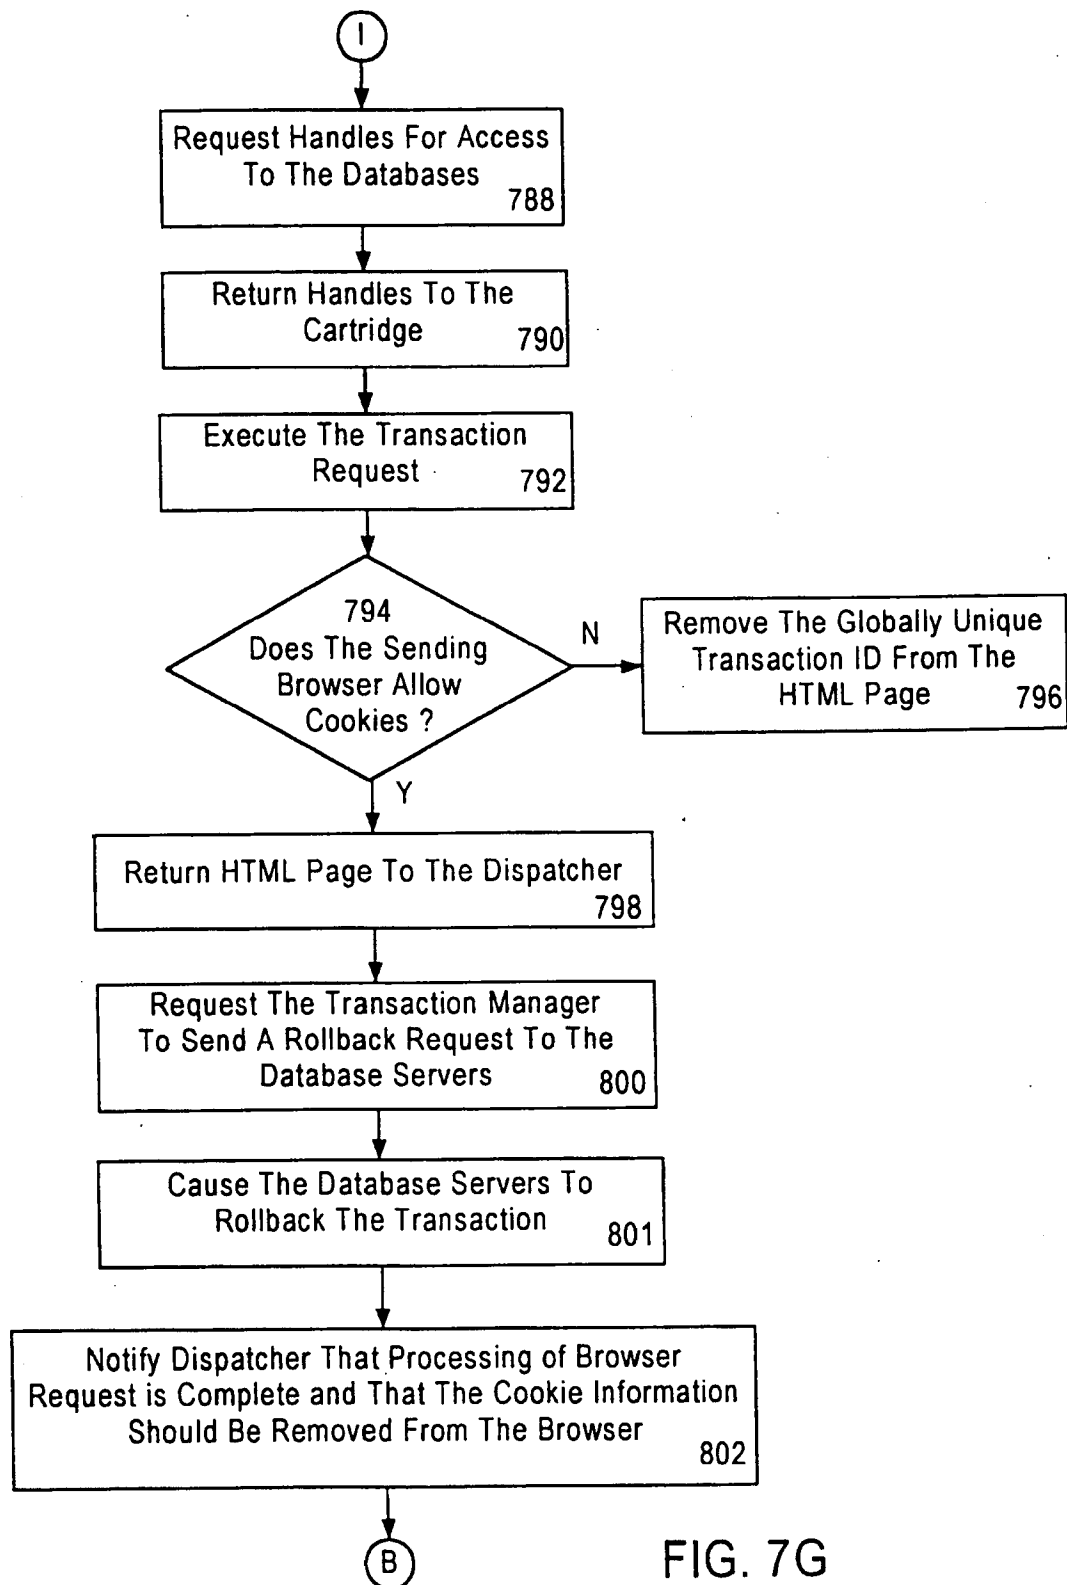 I
Request Handles For Access
To The Databases
788
Return Handles To The
Cartridge
790
Execute The Transaction
Request
792
794
Does The Sending
Browser Allow
Cookies ?
N
Remove The Globally Unique
Transaction ID From The
HTML Page
796
Y
Return HTML Page To The Dispatcher
798
Request The Transaction Manager
To Send A Rollback Request To The
Database Servers
800
Cause The Database Servers To
Rollback The Transaction
801
Notify Dispatcher That Processing of Browser
Request is Complete and That The Cookie Information
Should Be Removed From The Browser
802
B
FIG. 7G